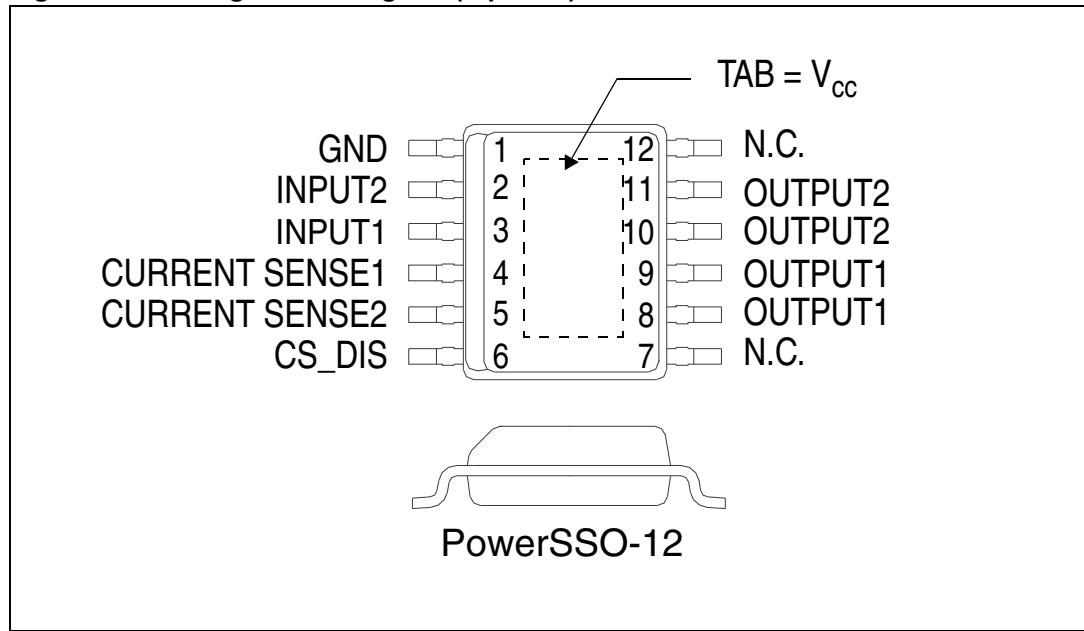 TAB = Vcc
GND 1 12 N.C.
INPUT2 2 11 OUTPUT2
INPUT1 3 10 OUTPUT2
CURRENT SENSE1 4 9 OUTPUT1
CURRENT SENSE2 5 8 OUTPUT1
CS_DIS 6 7 N.C.
PowerSSO-12